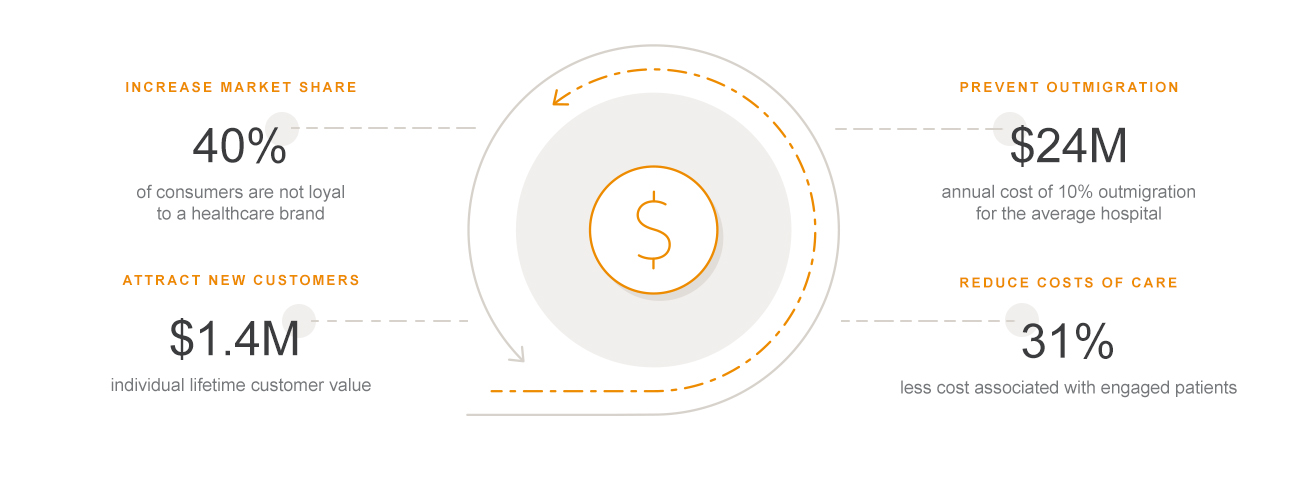 INCREASE MARKET SHARE
40%
of consumers are not loyal
to a healthcare brand
ATTRACT NEW CUSTOMERS
$1.4M
individual lifetime customer value
$
PREVENT OUTMIGRATION
$24M
annual cost of 10% outmigration
for the average hospital
REDUCE COSTS OF CARE
31%
less cost associated with engaged patients